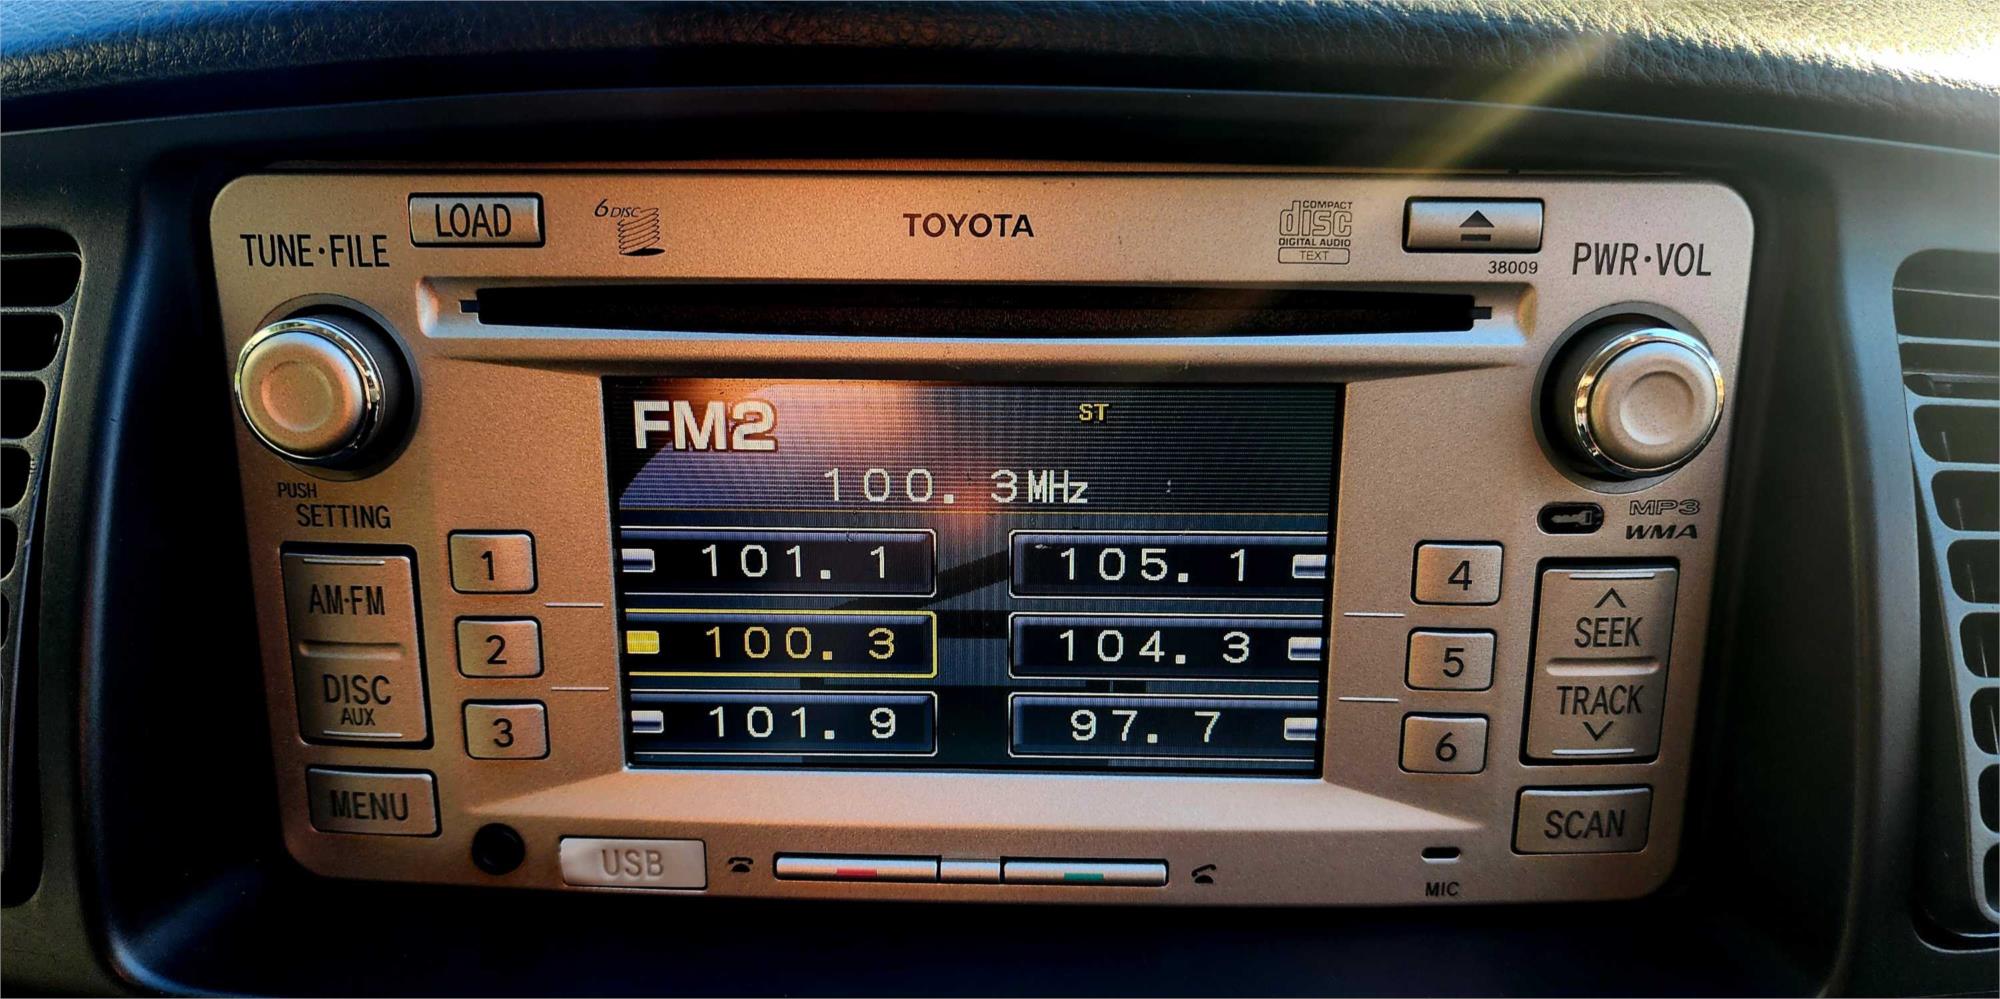 LOAD
6 DISC
TOYOTA
COMPACT
disc
DIGITAL AUDIO
TEXT
38009
TUNE·FILE
PWR·VOL
FM2
ST
100.3MHz
PUSH
SETTING
MP3
WMA
AM·FM
DISC
AUX
MENU
1
2
3
101.1
105.1
100.3
104.3
101.9
97.7
4
5
6
SEEK
TRACK
SCAN
USB
MIC